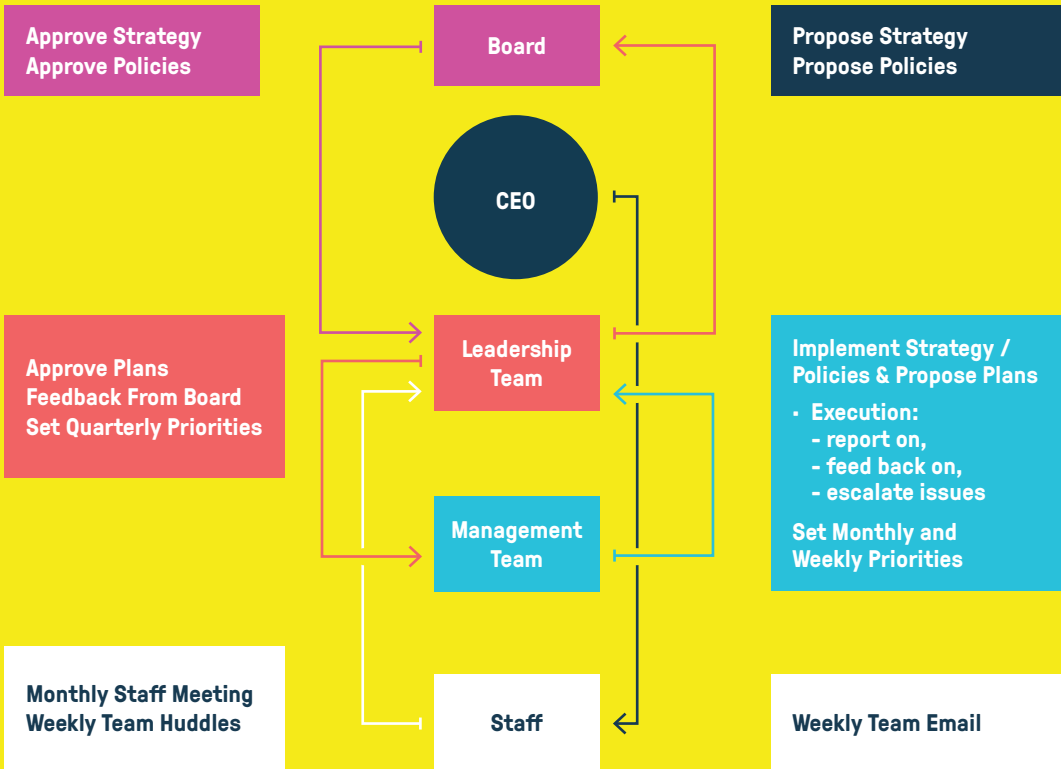 Approve Strategy
Approve Policies
Board
Propose Strategy
Propose Policies
CEO
Approve Plans
Feedback From Board
Set Quarterly Priorities
Leadership
Team
Implement Strategy /
Policies & Propose Plans
· Execution:
- report on,
- feed back on,
- escalate issues
Set Monthly and
Weekly Priorities
Management
Team
Monthly Staff Meeting
Weekly Team Huddles
Staff
Weekly Team Email